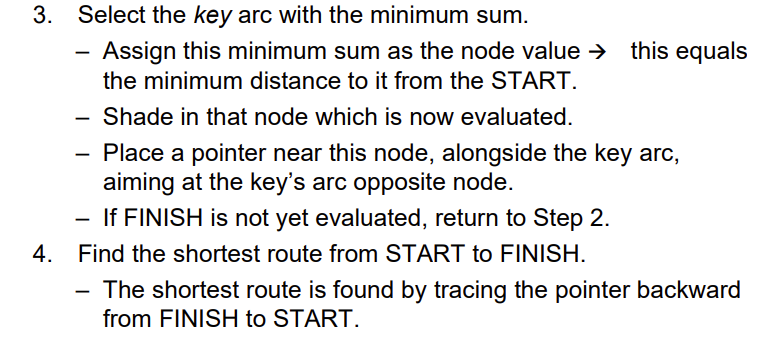 3. Select the key arc with the minimum sum.
– Assign this minimum sum as the node value → this equals
the minimum distance to it from the START.
– Shade in that node which is now evaluated.
– Place a pointer near this node, alongside the key arc,
aiming at the key’s arc opposite node.
– If FINISH is not yet evaluated, return to Step 2.
4. Find the shortest route from START to FINISH.
– The shortest route is found by tracing the pointer backward
from FINISH to START.